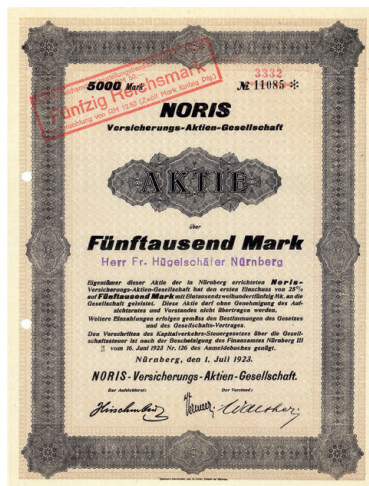 5000 Mark
Fünfzig Reichsmark
3332
№ 11085
NORIS
Versicherungs-Aktien-Gesellschaft
AKTIE
über
Fünftausend Mark
Herr Fr. Hügelschäfer Nürnberg
Eigentümer dieser Aktie der in Nürnberg errichteten Noris-
Versicherungs-Aktien-Gesellschaft hat den ersten Einschuss von 25%
auf Fünftausend Mark mit Eintausendzweihundertfünfzig Mk. an die
Gesellschaft geleistet. Diese Aktie darf ohne Genehmigung des Auf-
sichtsrates und Vorstandes nicht übertragen werden.
Weitere Einzahlungen erfolgen gemäss den Bestimmungen des Gesetzes
und des Gesellschafts-Vertrages.
Den Vorschriften des Kapitalverkehrs-Steuergesetzes über die Gesell-
schaftssteuer ist nach der Bescheinigung des Finanzamtes Nürnberg III
vom 16. Juni 1923 Nr. 126 des Anmeldebuches genügt.
Nürnberg, den 1. Juli 1923.
NORIS-Versicherungs-Aktien-Gesellschaft.
Der Aufsichtsrat:
Der Vorstand: